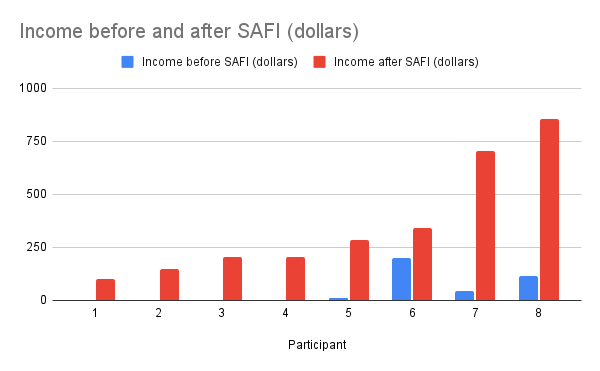 Income before and after SAFI (dollars)
Income before SAFI (dollars) Income after SAFI (dollars)
1000
750
500
250
0
1 2 3 4 5 6 7 8
Participant